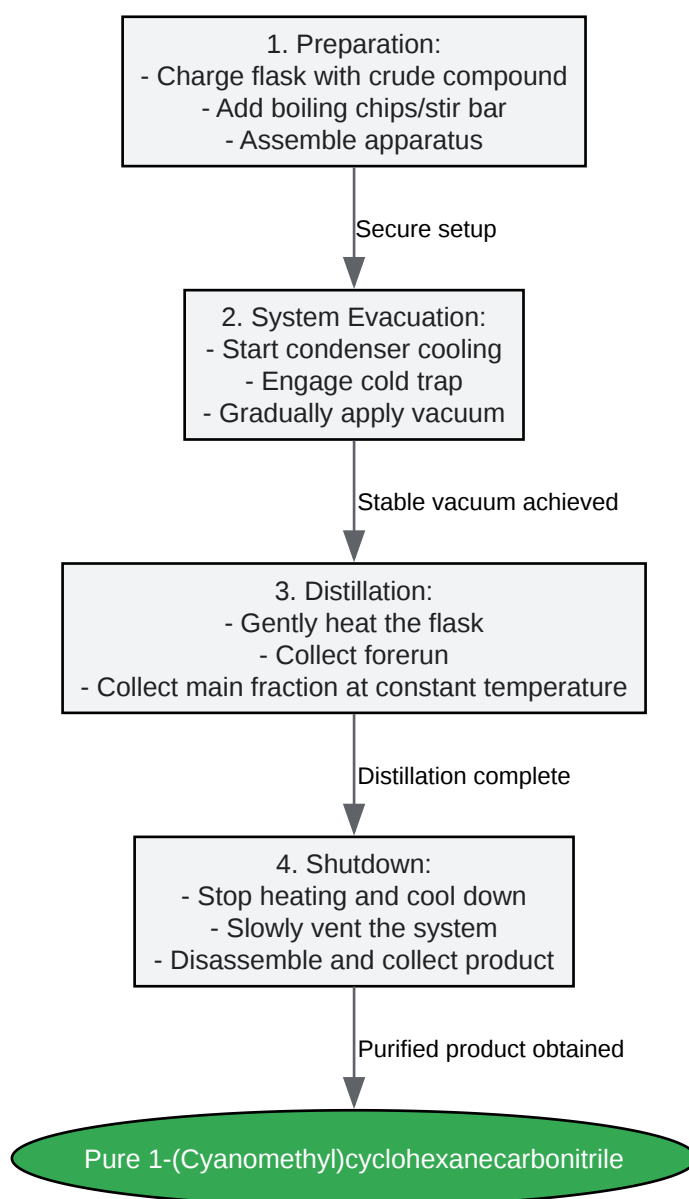 1. Preparation:
- Charge flask with crude compound
- Add boiling chips/stir bar
- Assemble apparatus
Secure setup
2. System Evacuation:
- Start condenser cooling
- Engage cold trap
- Gradually apply vacuum
Stable vacuum achieved
3. Distillation:
- Gently heat the flask
- Collect forerun
- Collect main fraction at constant temperature
Distillation complete
4. Shutdown:
- Stop heating and cool down
- Slowly vent the system
- Disassemble and collect product
Purified product obtained
Pure 1-(Cyanomethyl)cyclohexanecarbonitrile